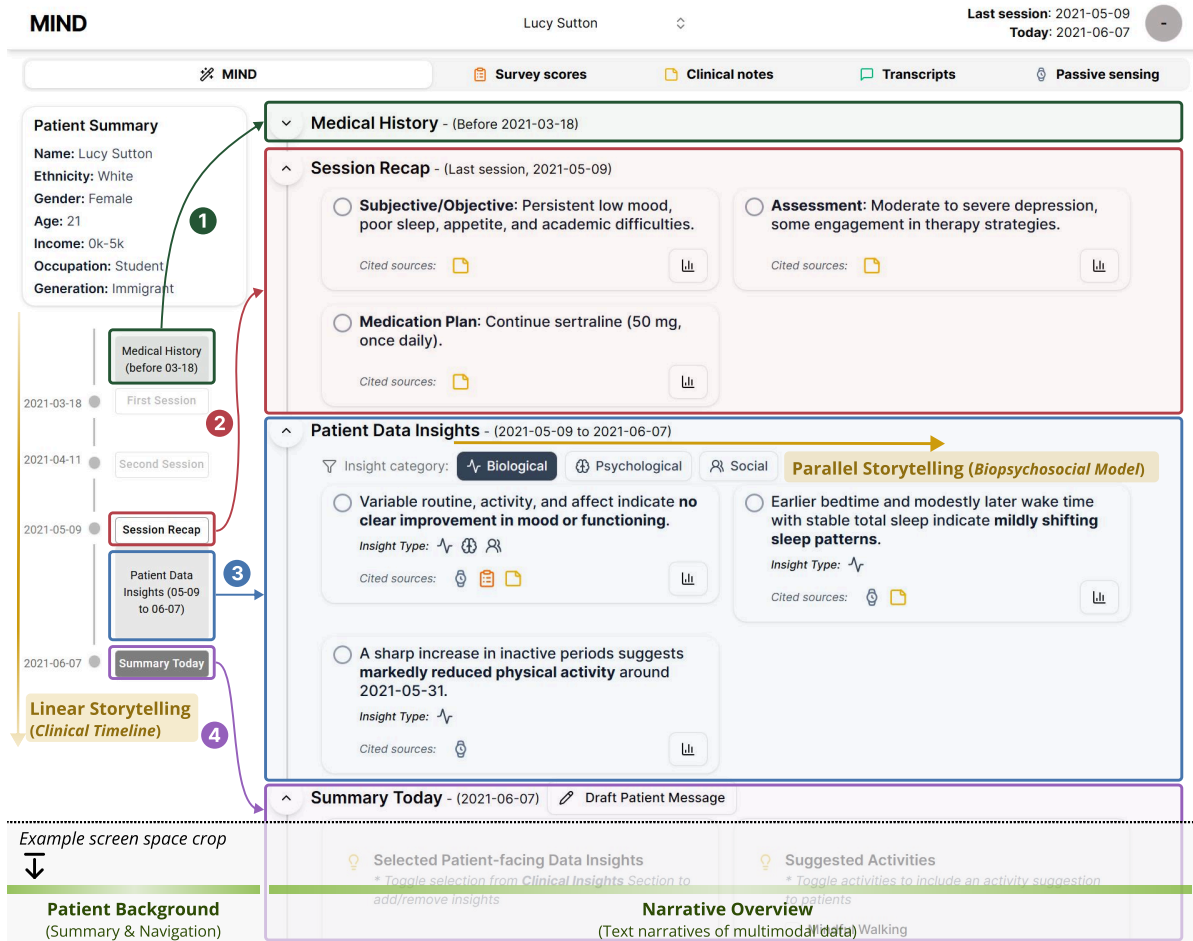 MIND
Lucy Sutton
Last session: 2021-05-09
Today: 2021-06-07
-
MIND
Survey scores
Clinical notes
Transcripts
Passive sensing
Patient Summary
Name: Lucy Sutton
Ethnicity: White
Gender: Female
Age: 21
Income: 0k-5k
Occupation: Student
Generation: Immigrant
1
Medical History
(before 03-18)
2021-03-18
First Session
2
2021-04-11
Second Session
2021-05-09
Session Recap
3
Patient Data
Insights (05-09
to 06-07)
2021-06-07
Summary Today
Linear Storytelling
(Clinical Timeline)
4
Medical History - (Before 2021-03-18)
Session Recap - (Last session, 2021-05-09)
Subjective/Objective: Persistent low mood,
poor sleep, appetite, and academic difficulties.
Cited sources:
Assessment: Moderate to severe depression,
some engagement in therapy strategies.
Cited sources:
Medication Plan: Continue sertraline (50 mg,
once daily).
Cited sources:
Patient Data Insights - (2021-05-09 to 2021-06-07)
Insight category:
Biological
Psychological
Social
Parallel Storytelling (Biopsychosocial Model)
Variable routine, activity, and affect indicate no
clear improvement in mood or functioning.
Insight Type:
Cited sources:
Earlier bedtime and modestly later wake time
with stable total sleep indicate mildly shifting
sleep patterns.
Insight Type:
Cited sources:
A sharp increase in inactive periods suggests
markedly reduced physical activity around
2021-05-31.
Insight Type:
Cited sources:
Summary Today - (2021-06-07)
Draft Patient Message
Example screen space crop
Selected Patient-facing Data Insights
* Toggle selection from Clinical Insights Section to
add/remove insights
Suggested Activities
* Toggle activities to include an activity suggestion
to patients
Mindful Walking
Patient Background
(Summary & Navigation)
Narrative Overview
(Text narratives of multimodal data)